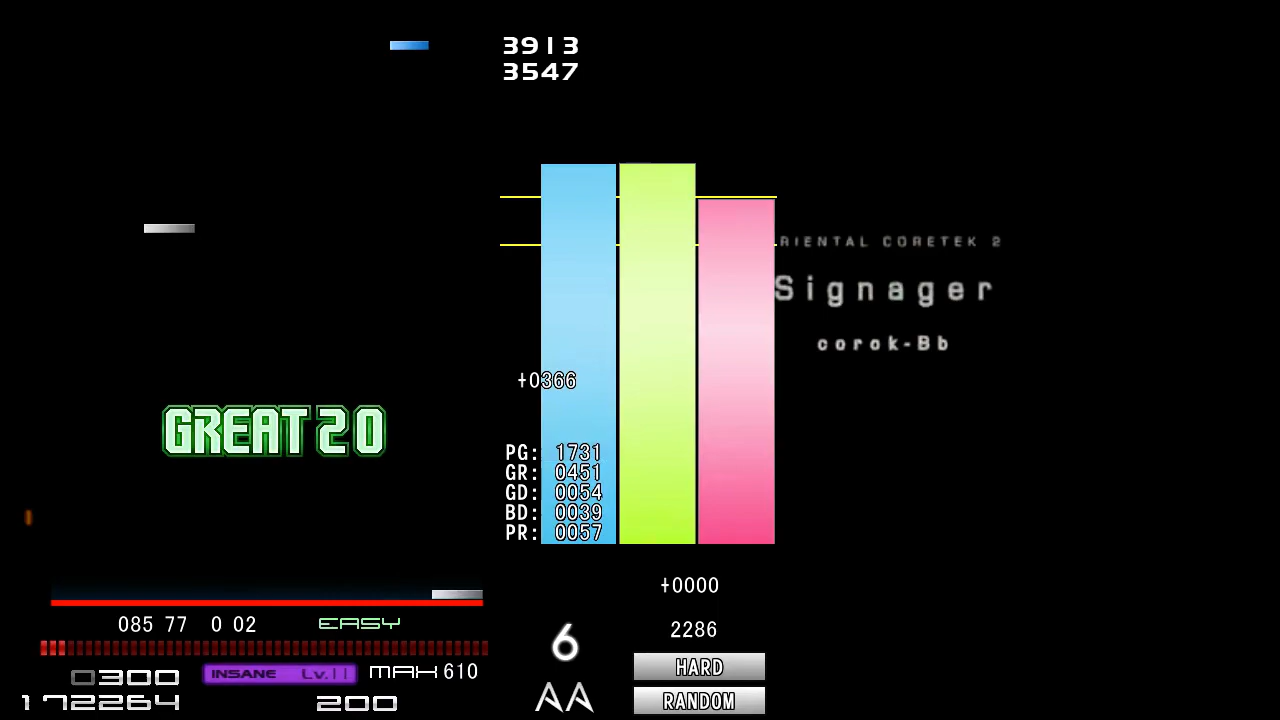 3913
3547
RIENTAL CORETEK 2
Signager
corok-Bb
+0366
GREAT 20
PG: 1731
GR: 0451
GD: 0054
BD: 0039
PR: 0057
+0000
085 77 0 02
EASY
2286
6
HARD
0300
INSANE Lv.11
MAX 610
172264
200
AA
RANDOM